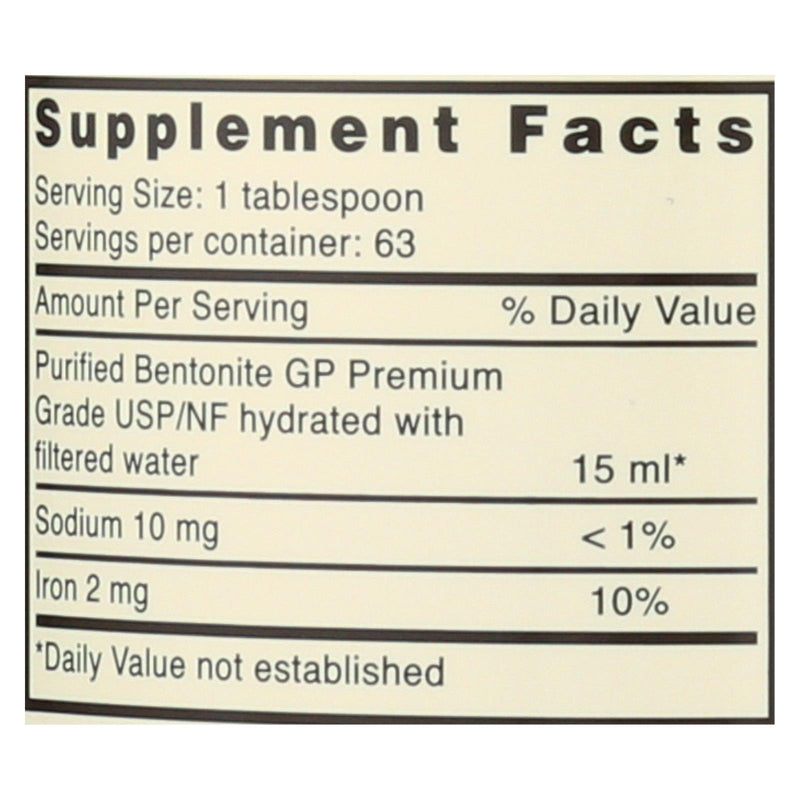 Supplement Facts
Serving Size: 1 tablespoon
Servings per container: 63
Amount Per Serving % Daily Value
Purified Bentonite GP Premium
Grade USP/NF hydrated with
filtered water 15 ml*
Sodium 10 mg < 1%
Iron 2 mg 10%
*Daily Value not established